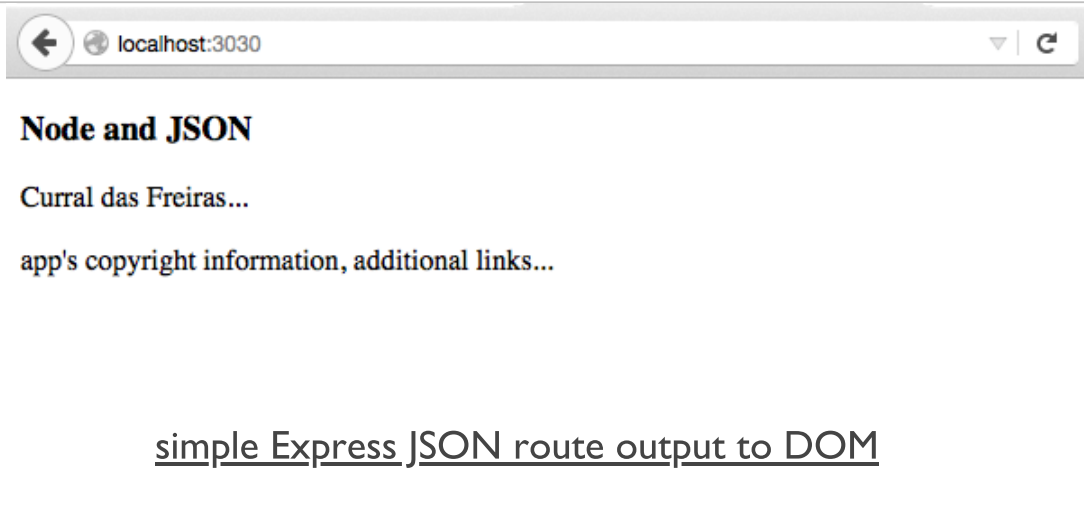 localhost:3030
Node and JSON
Curral das Freiras...
app's copyright information, additional links...
simple Express JSON route output to DOM